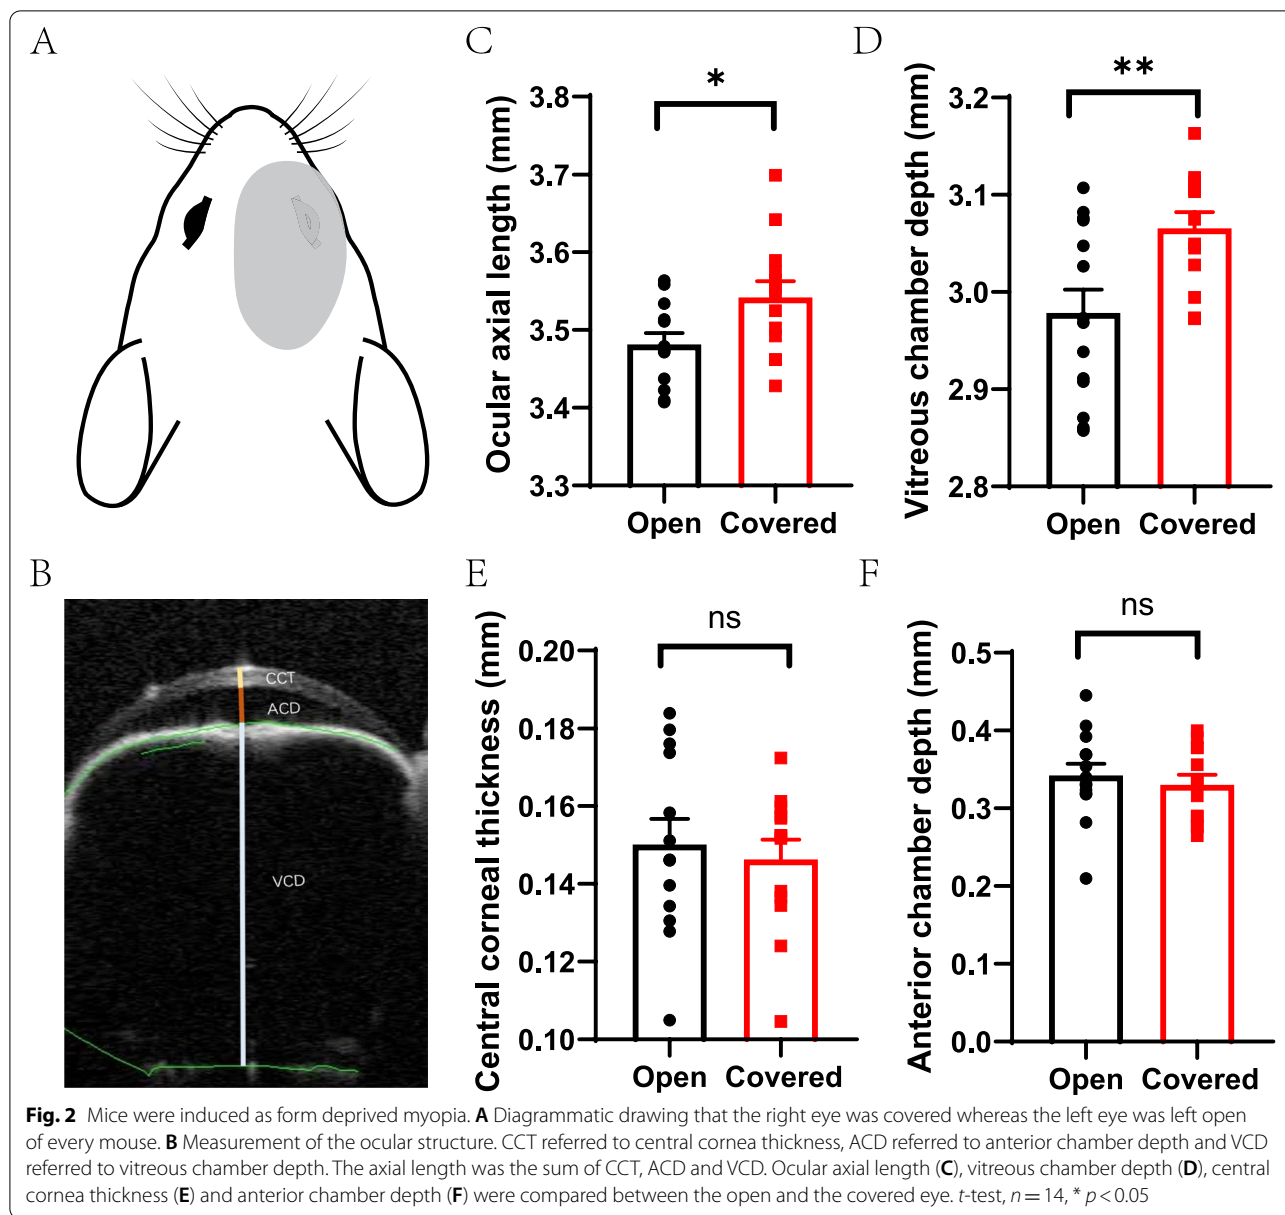 A
B
CCT
ACD
VCD
C
Ocular axial length (mm)
3.8
3.7
3.6
3.5
3.4
3.3
*
Open Covered
D
Vitreous chamber depth (mm)
3.2
3.1
3.0
2.9
2.8
**
Open Covered
E
Central corneal thickness (mm)
0.20
0.18
0.16
0.14
0.12
0.10
ns
Open Covered
F
Anterior chamber depth (mm)
0.5
0.4
0.3
0.2
0.1
0.0
ns
Open Covered
Fig. 2 Mice were induced as form deprived myopia. A Diagrammatic drawing that the right eye was covered whereas the left eye was left open
of every mouse. B Measurement of the ocular structure. CCT referred to central cornea thickness, ACD referred to anterior chamber depth and VCD
referred to vitreous chamber depth. The axial length was the sum of CCT, ACD and VCD. Ocular axial length (C), vitreous chamber depth (D), central
cornea thickness (E) and anterior chamber depth (F) were compared between the open and the covered eye. t-test, n = 14, * p < 0.05